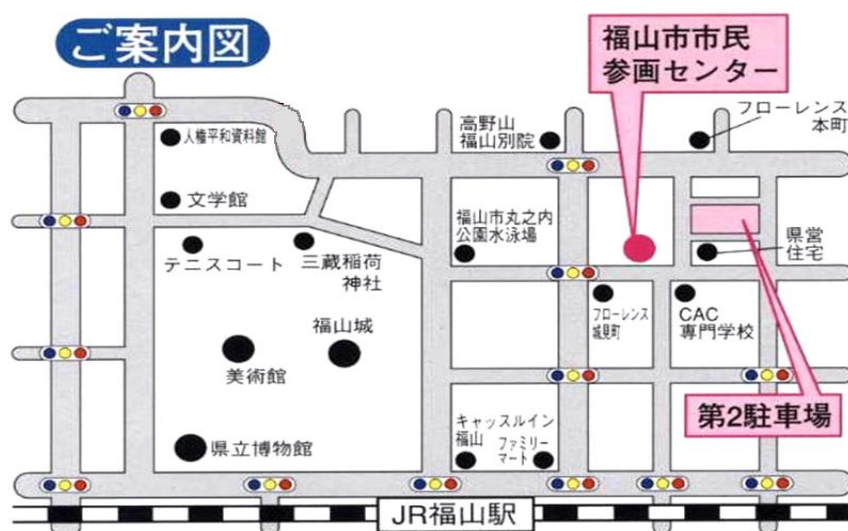 ご案内図
福山市市民
参画センター
人権平和資料館
高野山
福山別院
フローレンス
本町
文学館
福山市丸之内
公園水泳場
県営
住宅
テニスコート
三蔵稲荷
神社
フローレンス
城見町
CAC
専門学校
福山城
美術館
第2駐車場
県立博物館
キャッスルイン
福山
ファミリー
マート
JR福山駅